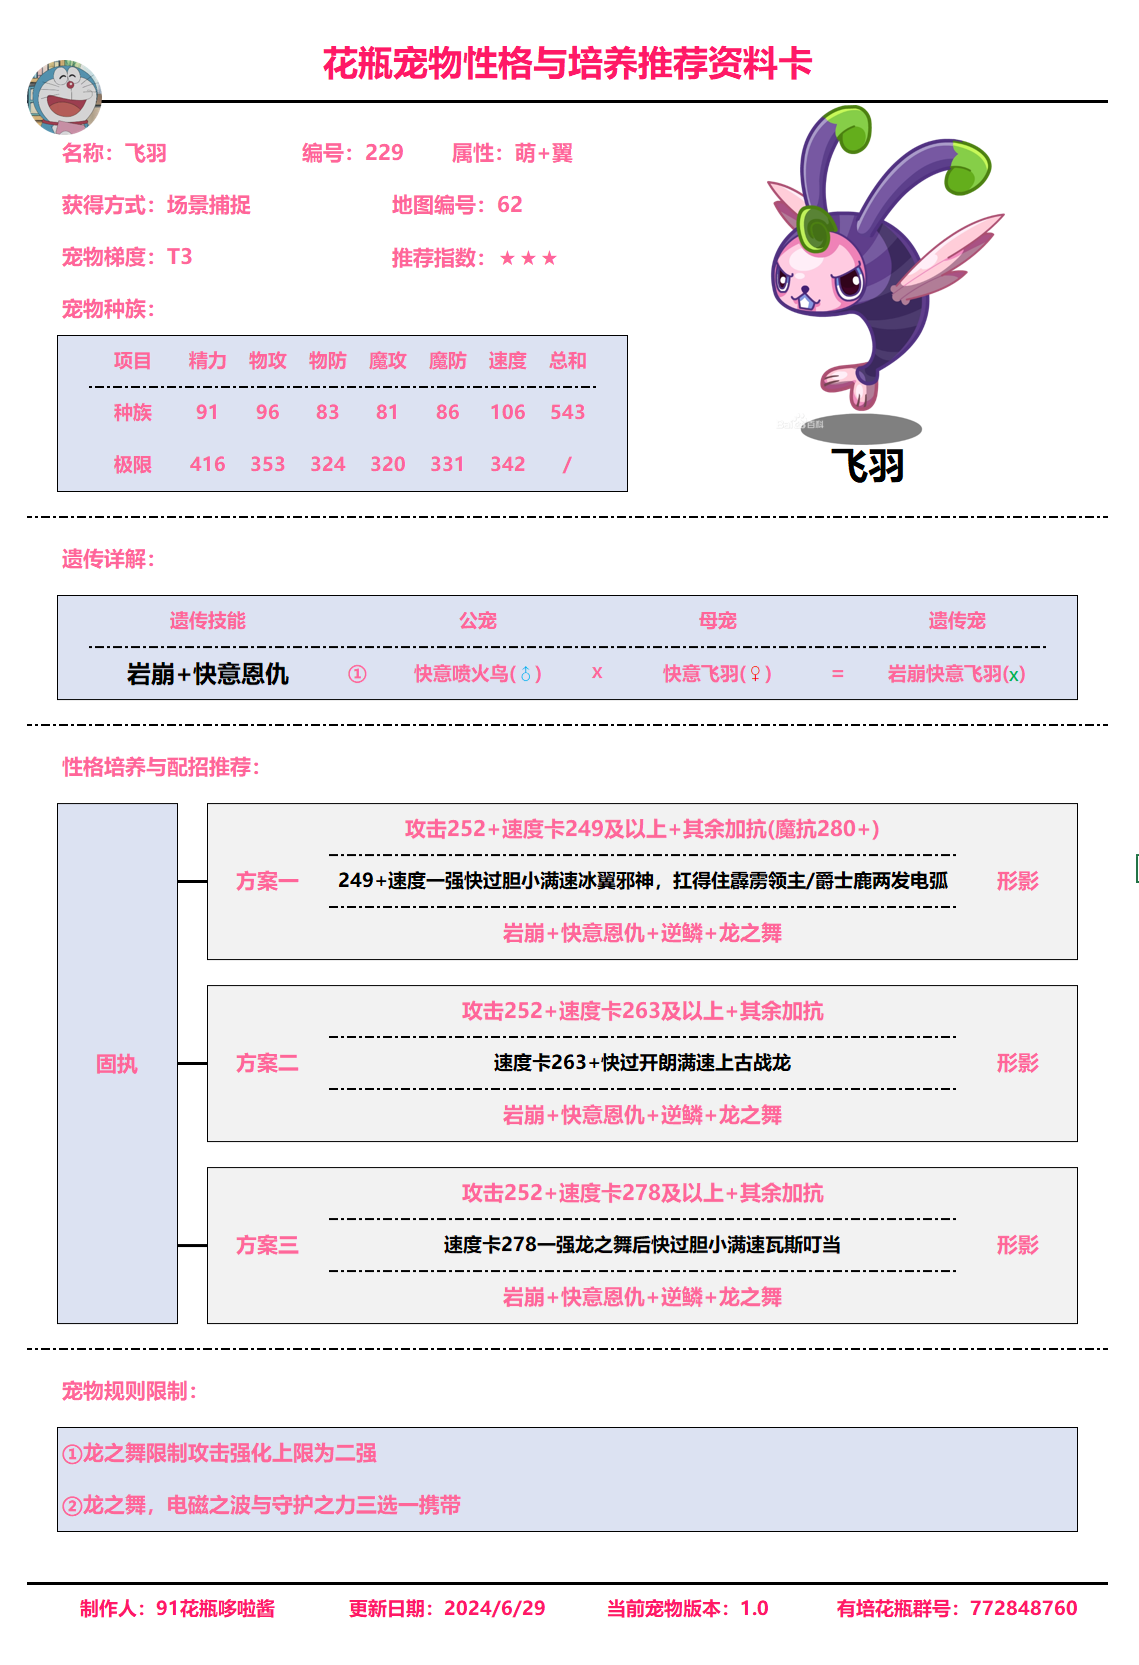 花瓶宠物性格与培养推荐资料卡
名称：飞羽 编号：229 属性：萌+翼
获得方式：场景捕捉 地图编号：62
宠物梯度：T3 推荐指数：★★★
宠物种族：
项目 精力 物攻 物防 魔攻 魔防 速度 总和
种族 91 96 83 81 86 106 543
极限 416 353 324 320 331 342 /
Bai 百科
飞羽
遗传详解：
遗传技能 公宠 x 母宠 遗传宠
岩崩+快意恩仇 ① 快意喷火鸟(♂) x 快意飞羽(♀) = 岩崩快意飞羽(x)
性格培养与配招推荐：
固执
方案一
攻击252+速度卡249及以上+其余加抗(魔抗280+)
249+速度一强快过胆小满速冰翼邪神，扛得住霹雳领主/爵士鹿两发电弧
岩崩+快意恩仇+逆鳞+龙之舞
形影
方案二
攻击252+速度卡263及以上+其余加抗
速度卡263+快过开朗满速上古战龙
岩崩+快意恩仇+逆鳞+龙之舞
形影
方案三
攻击252+速度卡278及以上+其余加抗
速度卡278一强龙之舞后快过胆小满速瓦斯叮当
岩崩+快意恩仇+逆鳞+龙之舞
形影
宠物规则限制：
①龙之舞限制攻击强化上限为二强
②龙之舞，电磁之波与守护之力三选一携带
制作人：91花瓶哆啦酱 更新日期：2024/6/29 当前宠物版本：1.0 有培花瓶群号：772848760